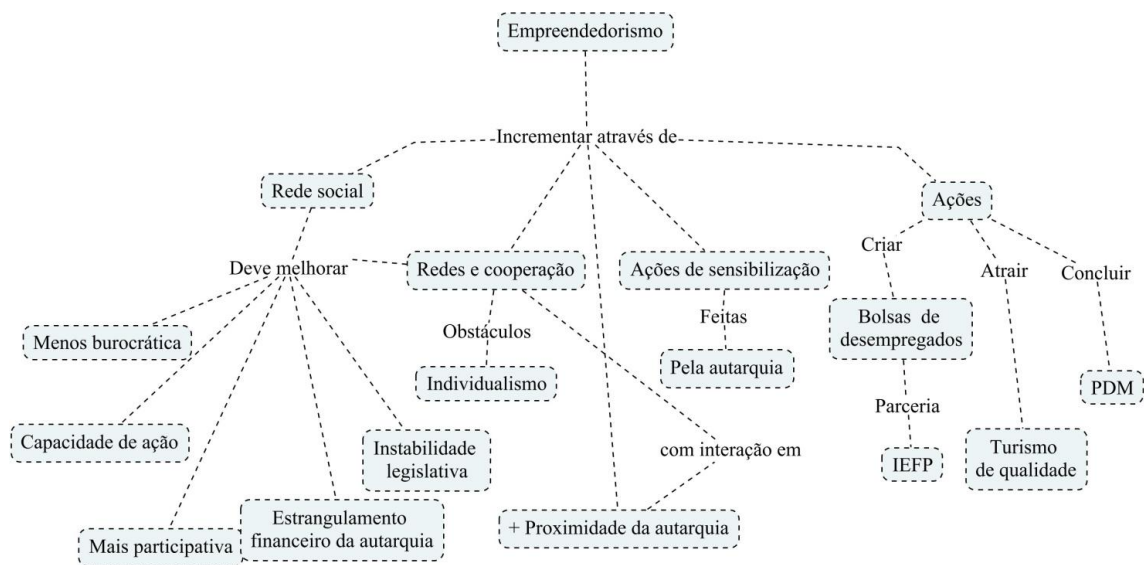 Empreendedorismo
Incrementar através de
Rede social
Ações
Deve melhorar
Redes e cooperação
Ações de sensibilização
Criar
Atrair
Concluir
Menos burocrática
Obstáculos
Feitas
Bolsas de
desempregados
Individualismo
Pela autarquia
PDM
Parceria
Capacidade de ação
Instabilidade
legislativa
com interação em
IEFP
Turismo
de qualidade
Mais participativa
Estrangulamento
financeiro da autarquia
+ Proximidade da autarquia